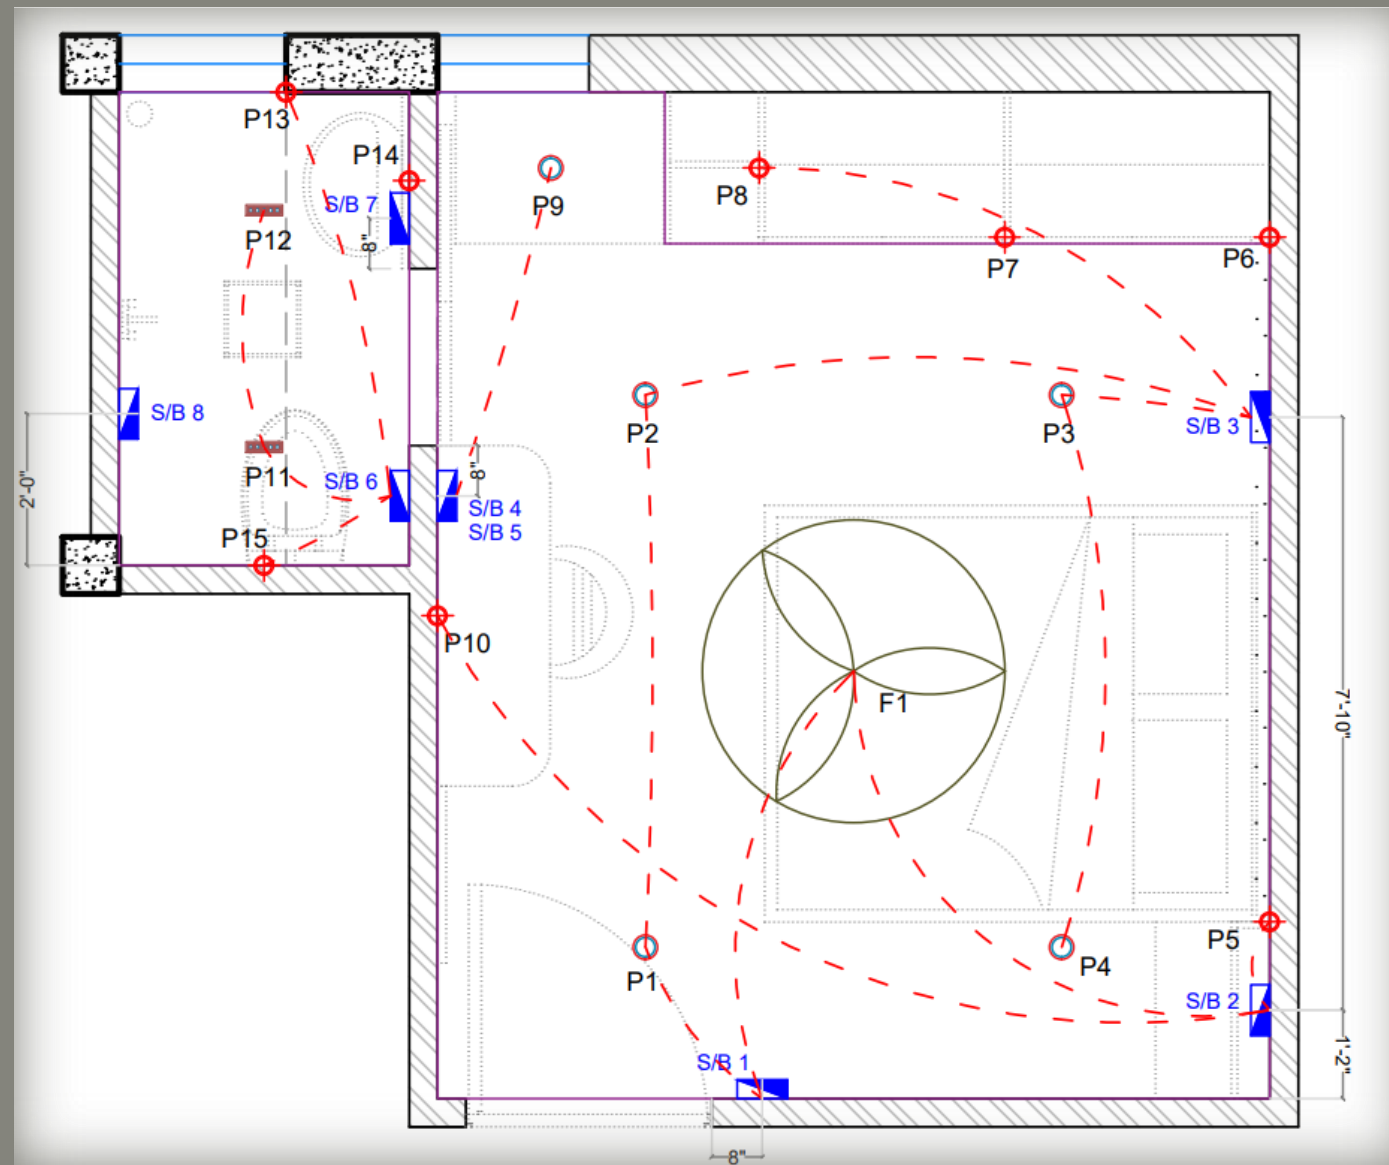 P13
P14
P9
P8
S/B 7
P12
8"
P7
P6
S/B 8
P2
P3
S/B 3
2'-0"
P11
S/B 6
8"
S/B 4
S/B 5
P15
P10
F1
7'-10"
P1
P4
P5
S/B 2
S/B 1
1'-2"
8"